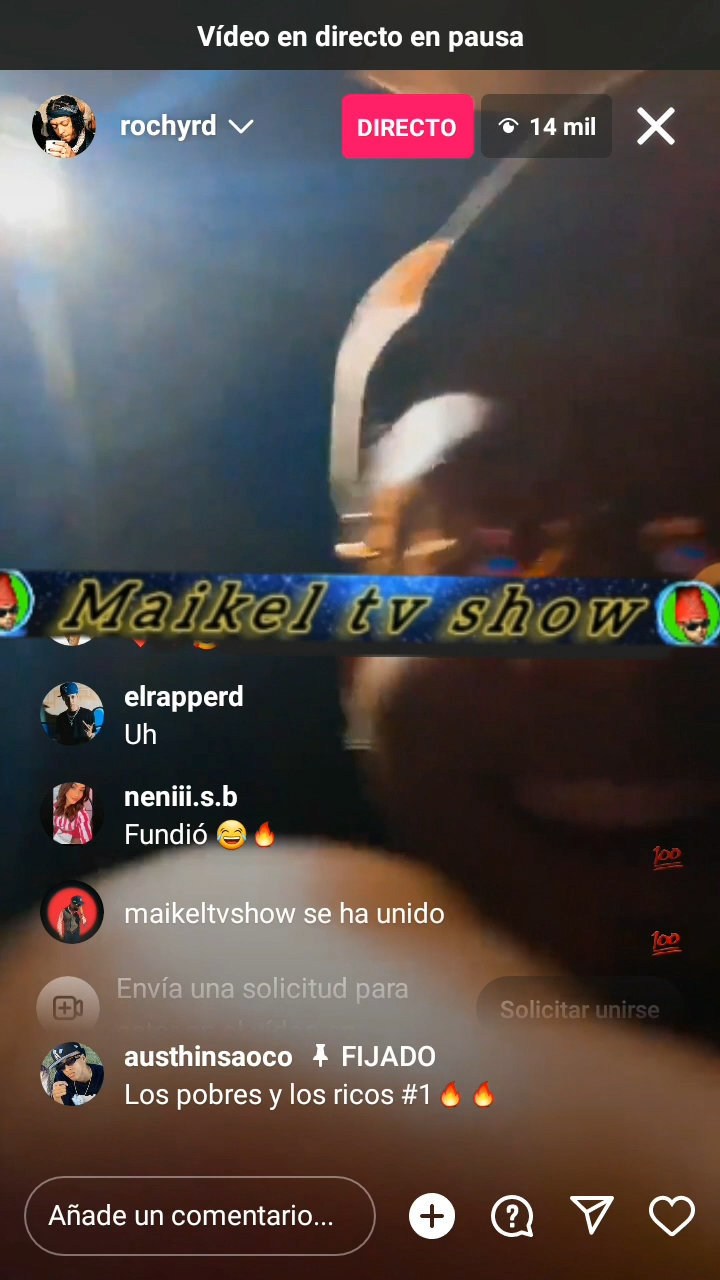 Vídeo en directo en pausa
rochyrd
DIRECTO
14 mil
Maikel tv show
elrapperd
Uh
neniii.s.b
Fundió 😂🔥
💯
maikeltvshow se ha unido
💯
Envía una solicitud para
Solicitar unirse
austhinsaoco FIJADO
Los pobres y los ricos #1🔥🔥
Añade un comentario...